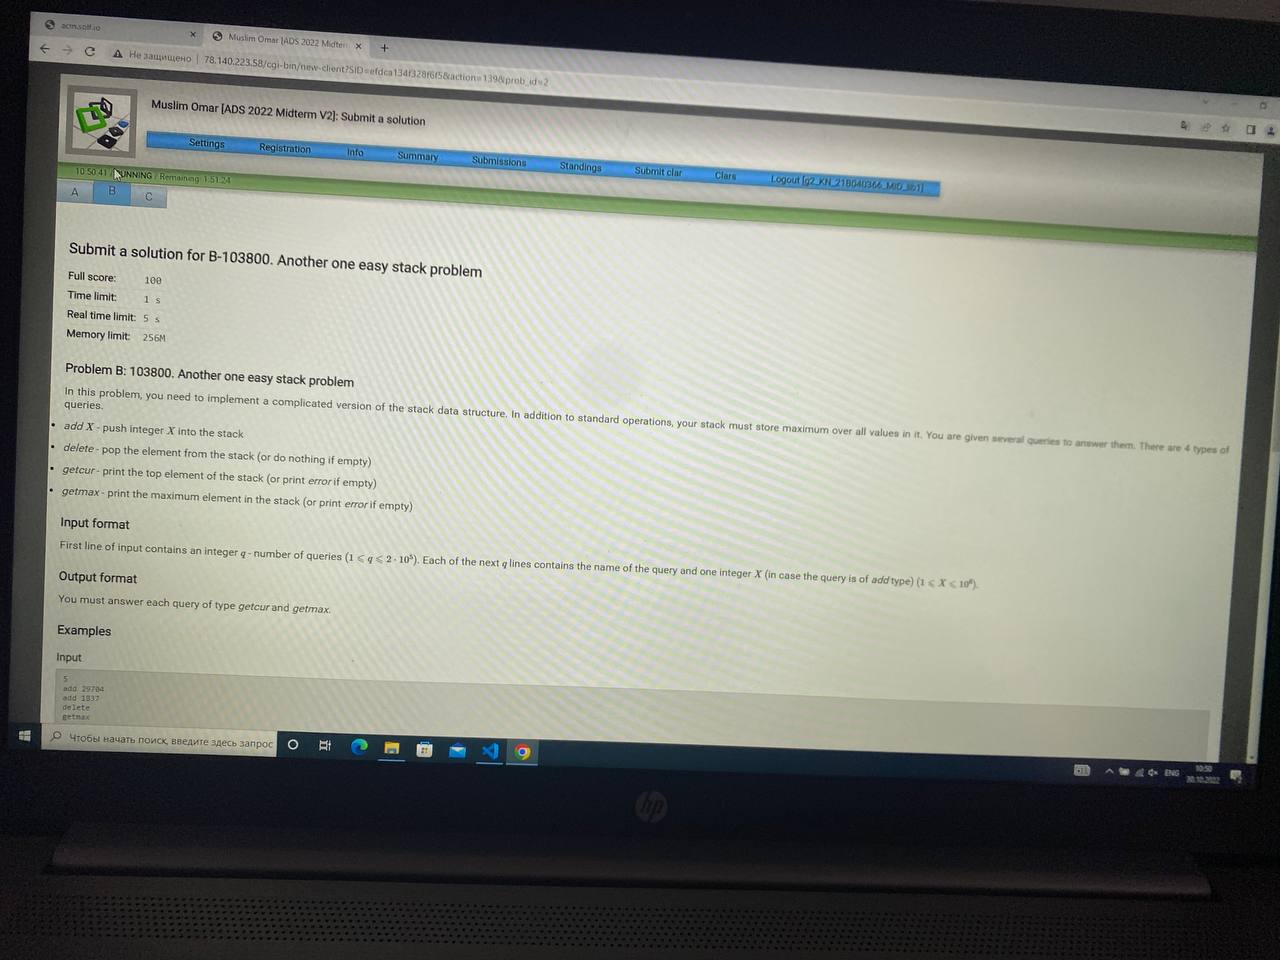 acm.solf.io
Muslim Omar [ADS 2022 Midterm
Не защищено | 78.140.223.58/cgi-bin/new-client?SID=efdca134f328f6f5&action=139&prob_id=2
Muslim Omar [ADS 2022 Midterm V2]: Submit a solution
Settings Registration Info Summary Submissions Standings Submit clar Clars Logout [g2_KN_21B040366_MID_lib1]
10:50:41 / RUNNING / Remaining: 1:51:24
A B C
Submit a solution for B-103800. Another one easy stack problem
Full score: 100
Time limit: 1 s
Real time limit: 5 s
Memory limit: 256M
Problem B: 103800. Another one easy stack problem
In this problem, you need to implement a complicated version of the stack data structure. In addition to standard operations, your stack must store maximum over all values in it. You are given several queries to answer them. There are 4 types of
queries.
• add X - push integer X into the stack
• delete - pop the element from the stack (or do nothing if empty)
• getcur - print the top element of the stack (or print error if empty)
• getmax - print the maximum element in the stack (or print error if empty)
Input format
First line of input contains an integer q - number of queries (1 ⩽ q ⩽ 2 · 10⁵). Each of the next q lines contains the name of the query and one integer X (in case the query is of add type) (1 ⩽ X ⩽ 10⁶).
Output format
You must answer each query of type getcur and getmax.
Examples
Input
5
add 29704
add 1837
delete
getmax
Чтобы начать поиск, введите здесь запрос
ENG
10:50
30.10.2022
hp